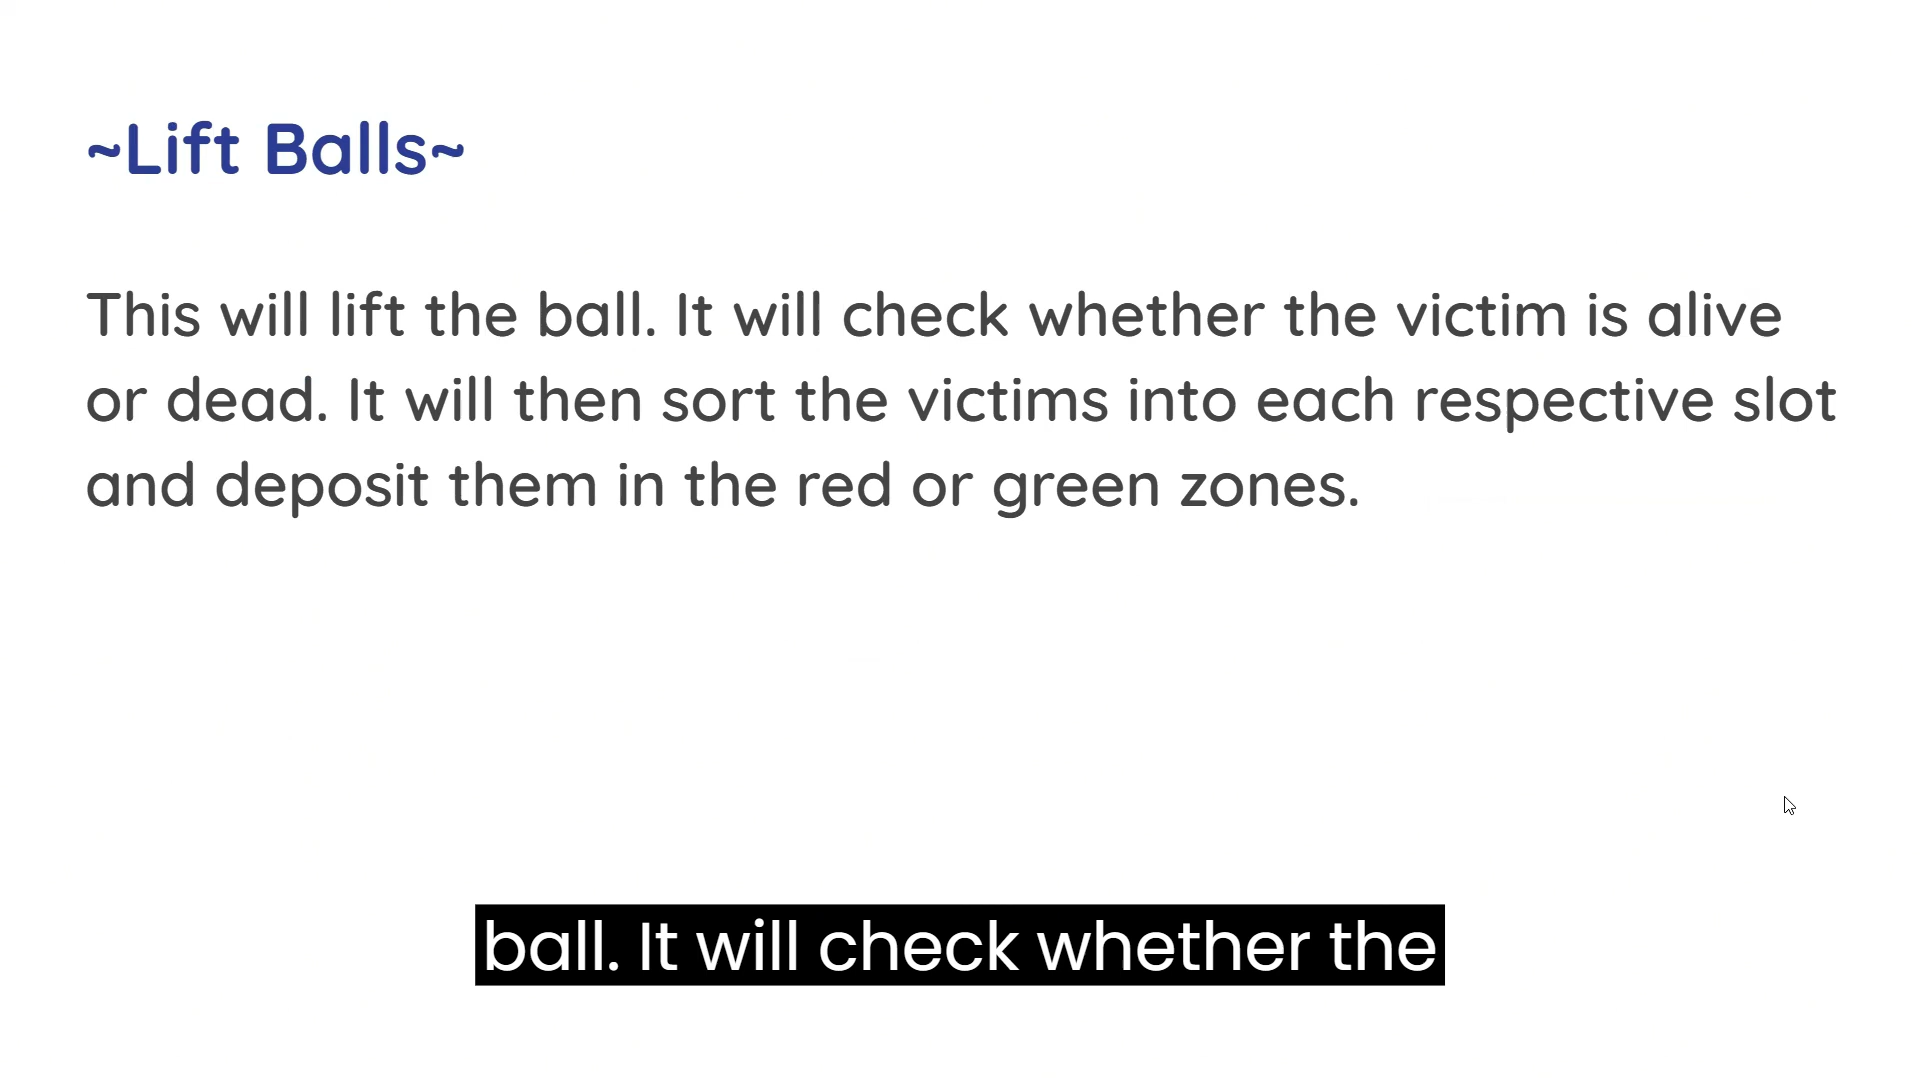 ~Lift Balls~
This will lift the ball. It will check whether the victim is alive
or dead. It will then sort the victims into each respective slot
and deposit them in the red or green zones.
ball. It will check whether the